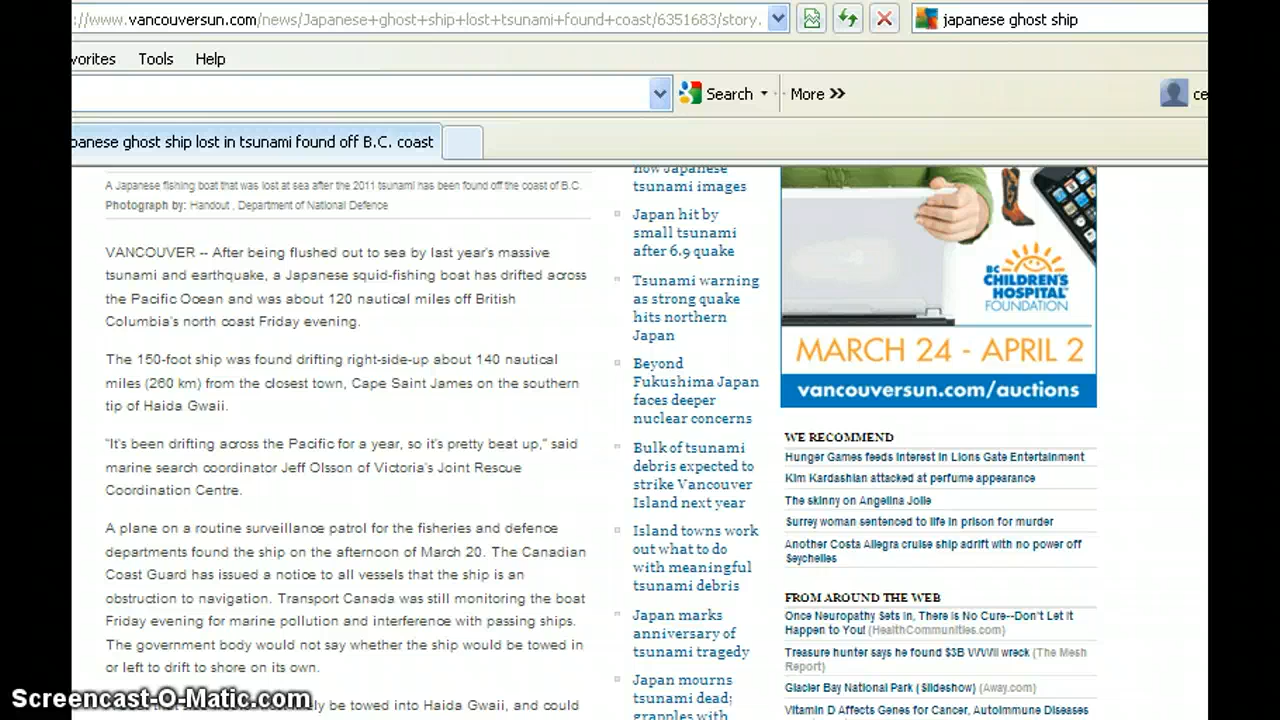 ://www.vancouversun.com/news/Japanese+ghost+ship+lost+tsunami+found+coast/6351683/story.
japanese ghost ship
vorites Tools Help
Search More
ce
panese ghost ship lost in tsunami found off B.C. coast
A Japanese fishing boat that was lost at sea after the 2011 tsunami has been found off the coast of B.C.
Photograph by: Handout , Department of National Defence
VANCOUVER -- After being flushed out to sea by last year's massive
tsunami and earthquake, a Japanese squid-fishing boat has drifted across
the Pacific Ocean and was about 120 nautical miles off British
Columbia's north coast Friday evening.
The 150-foot ship was found drifting right-side-up about 140 nautical
miles (260 km) from the closest town, Cape Saint James on the southern
tip of Haida Gwaii.
"It's been drifting across the Pacific for a year, so it's pretty beat up," said
marine search coordinator Jeff Olsson of Victoria's Joint Rescue
Coordination Centre.
A plane on a routine surveillance patrol for the fisheries and defence
departments found the ship on the afternoon of March 20. The Canadian
Coast Guard has issued a notice to all vessels that the ship is an
obstruction to navigation. Transport Canada was still monitoring the boat
Friday evening for marine pollution and interference with passing ships.
The government body would not say whether the ship would be towed in
or left to drift to shore on its own.
be towed into Haida Gwaii, and could
Japanese
tsunami images
Japan hit by
small tsunami
after 6.9 quake
Tsunami warning
as strong quake
hits northern
Japan
Beyond
Fukushima Japan
faces deeper
nuclear concerns
Bulk of tsunami
debris expected to
strike Vancouver
Island next year
Island towns work
out what to do
with meaningful
tsunami debris
Japan marks
anniversary of
tsunami tragedy
Japan mourns
tsunami dead;
grapples with
BC
CHILDREN'S
HOSPITAL
FOUNDATION
MARCH 24 - APRIL 2
vancouversun.com/auctions
WE RECOMMEND
Hunger Games feeds interest in Lions Gate Entertainment
Kim Kardashian attacked at perfume appearance
The skinny on Angelina Jolie
Surrey woman sentenced to life in prison for murder
Another Costa Allegra cruise ship adrift with no power off
Seychelles
FROM AROUND THE WEB
Once Neuropathy Sets In, There Is No Cure--Don't Let It
Happen to You! (HealthCommunities.com)
Treasure hunter says he found $3B WWII wreck (The Mesh
Report)
Glacier Bay National Park (Slideshow) (Away.com)
Vitamin D Affects Genes for Cancer, Autoimmune Diseases
Screencast-O-Matic.com